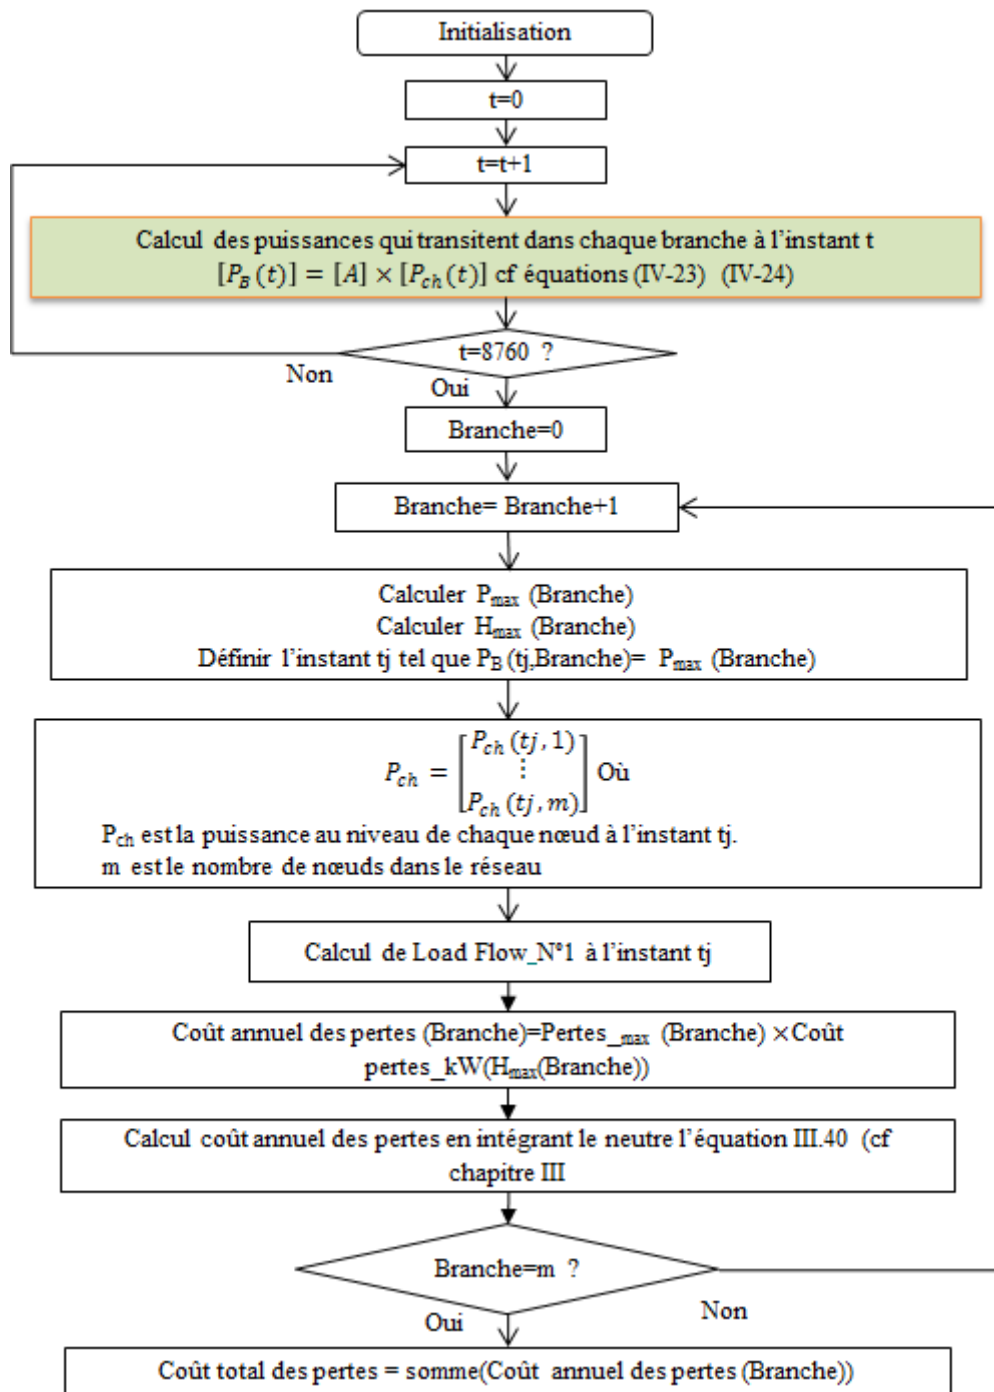 Initialisation
t=0
t=t+1
Calcul des puissances qui transitent dans chaque branche à l'instant t
[P_B(t)] = [A] × [P_ch(t)] cf équations (IV-23) (IV-24)
t=8760 ?
Non
Oui
Branche=0
Branche= Branche+1
Calculer P_max (Branche)
Calculer H_max (Branche)
Définir l'instant tj tel que P_B(tj,Branche)= P_max (Branche)
P_ch = [P_ch(tj, 1) ⋮ P_ch(tj, m)] Où
P_ch est la puissance au niveau de chaque nœud à l'instant tj.
m est le nombre de nœuds dans le réseau
Calcul de Load Flow_N°1 à l'instant tj
Coût annuel des pertes (Branche)=Pertes_max (Branche) ×Coût
pertes_kW(H_max(Branche))
Calcul coût annuel des pertes en intégrant le neutre l'équation III.40 (cf
chapitre III
Branche=m ?
Non
Oui
Coût total des pertes = somme(Coût annuel des pertes (Branche))